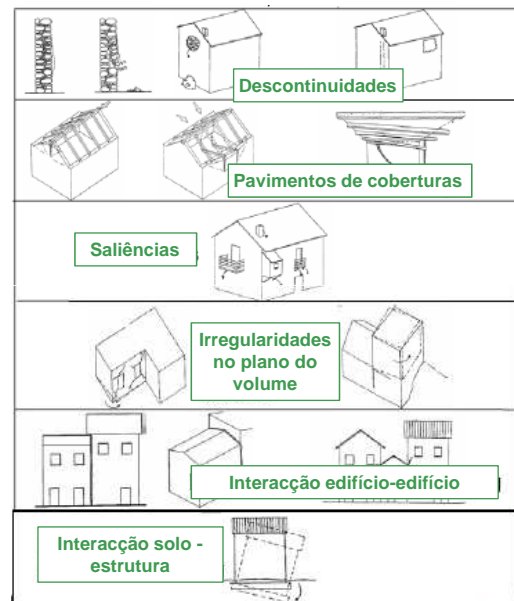 Descontinuidades
Pavimentos de coberturas
Saliências
Irregularidades
no plano do
volume
Interacção edifício-edifício
Interacção solo -
estrutura